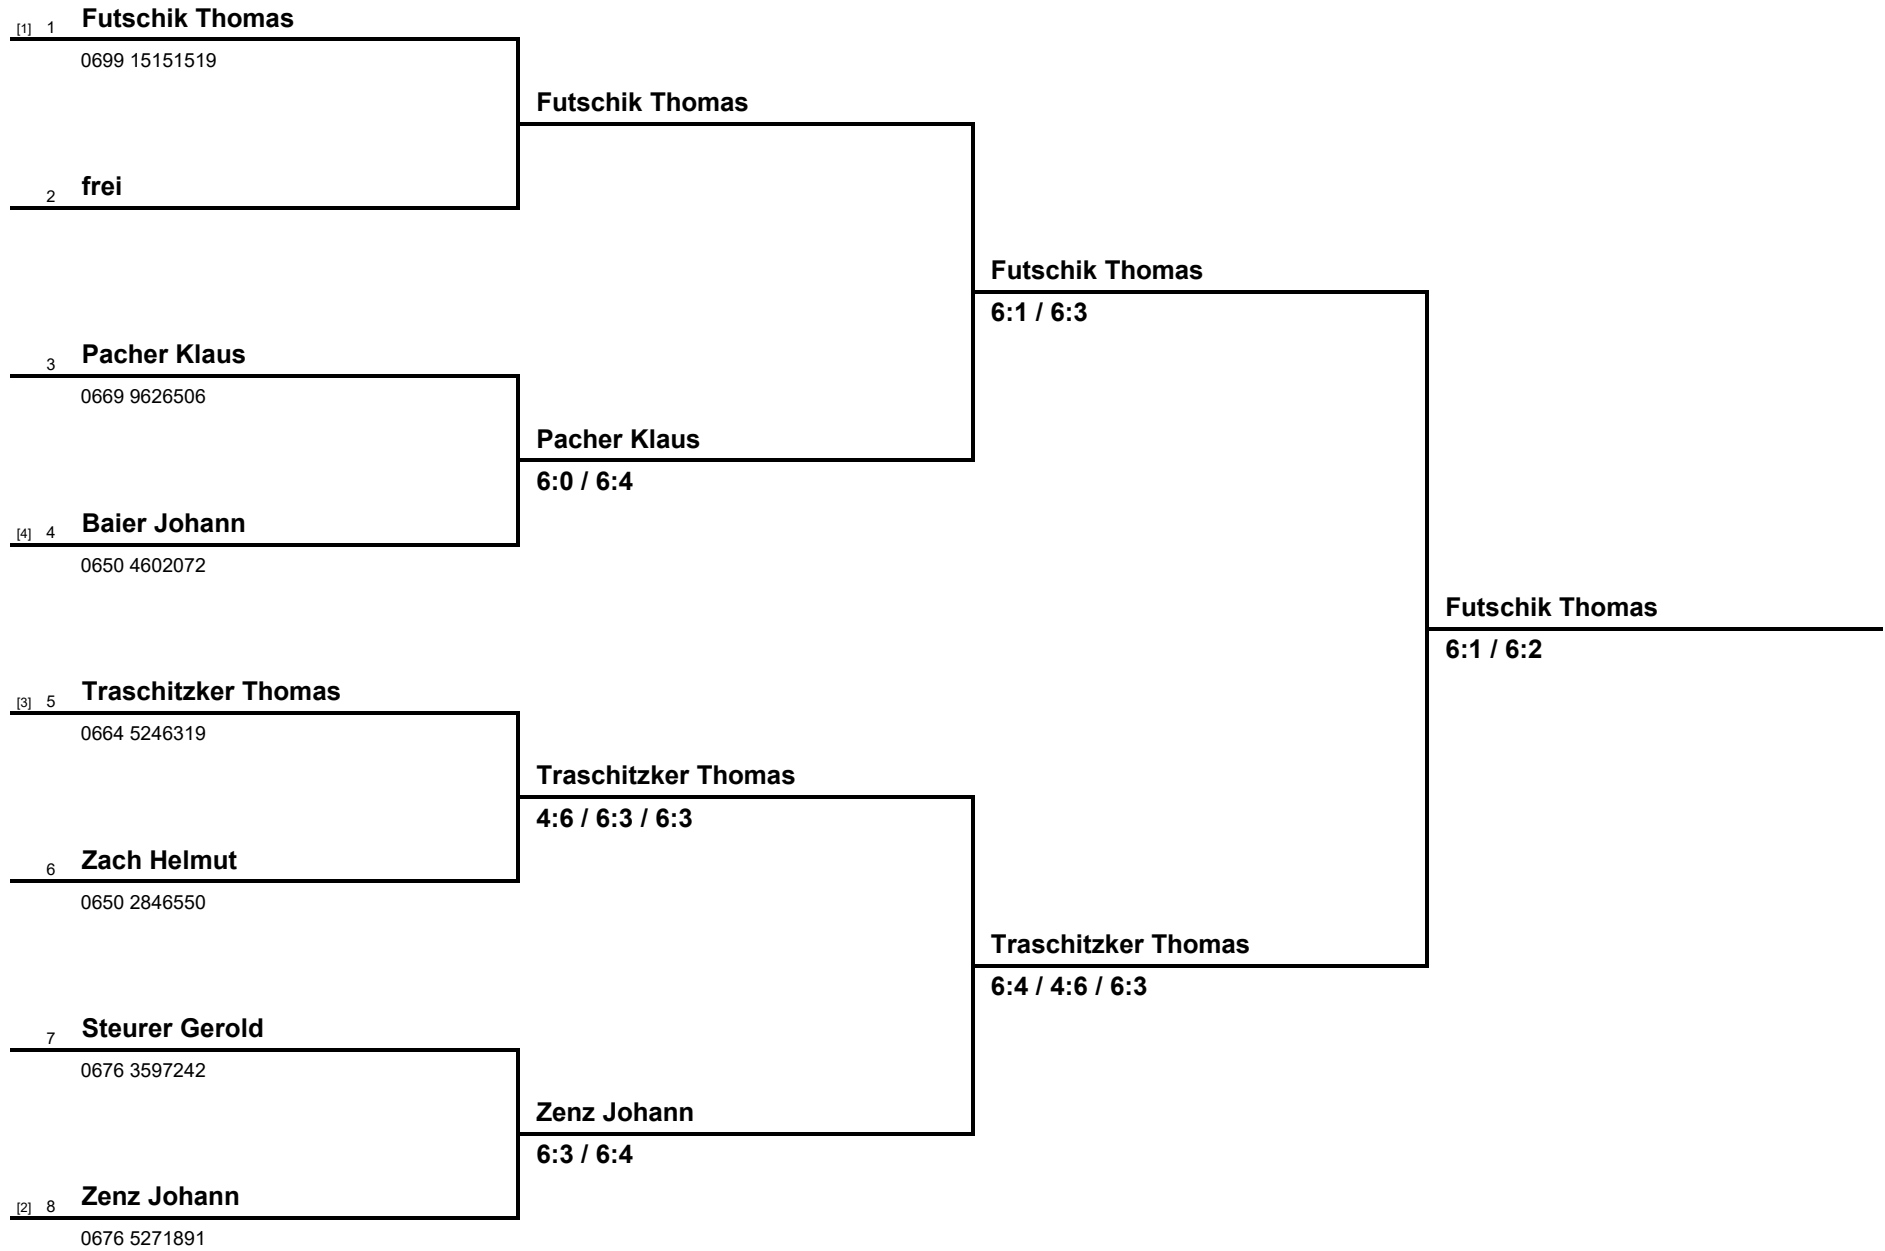 [1] 1 Futschik Thomas
0699 15151519
Futschik Thomas
2 frei
Futschik Thomas
6:1 / 6:3
3 Pacher Klaus
0669 9626506
Pacher Klaus
6:0 / 6:4
[4] 4 Baier Johann
0650 4602072
Futschik Thomas
6:1 / 6:2
[3] 5 Traschitzker Thomas
0664 5246319
Traschitzker Thomas
4:6 / 6:3 / 6:3
6 Zach Helmut
0650 2846550
Traschitzker Thomas
6:4 / 4:6 / 6:3
7 Steurer Gerold
0676 3597242
Zenz Johann
6:3 / 6:4
[2] 8 Zenz Johann
0676 5271891